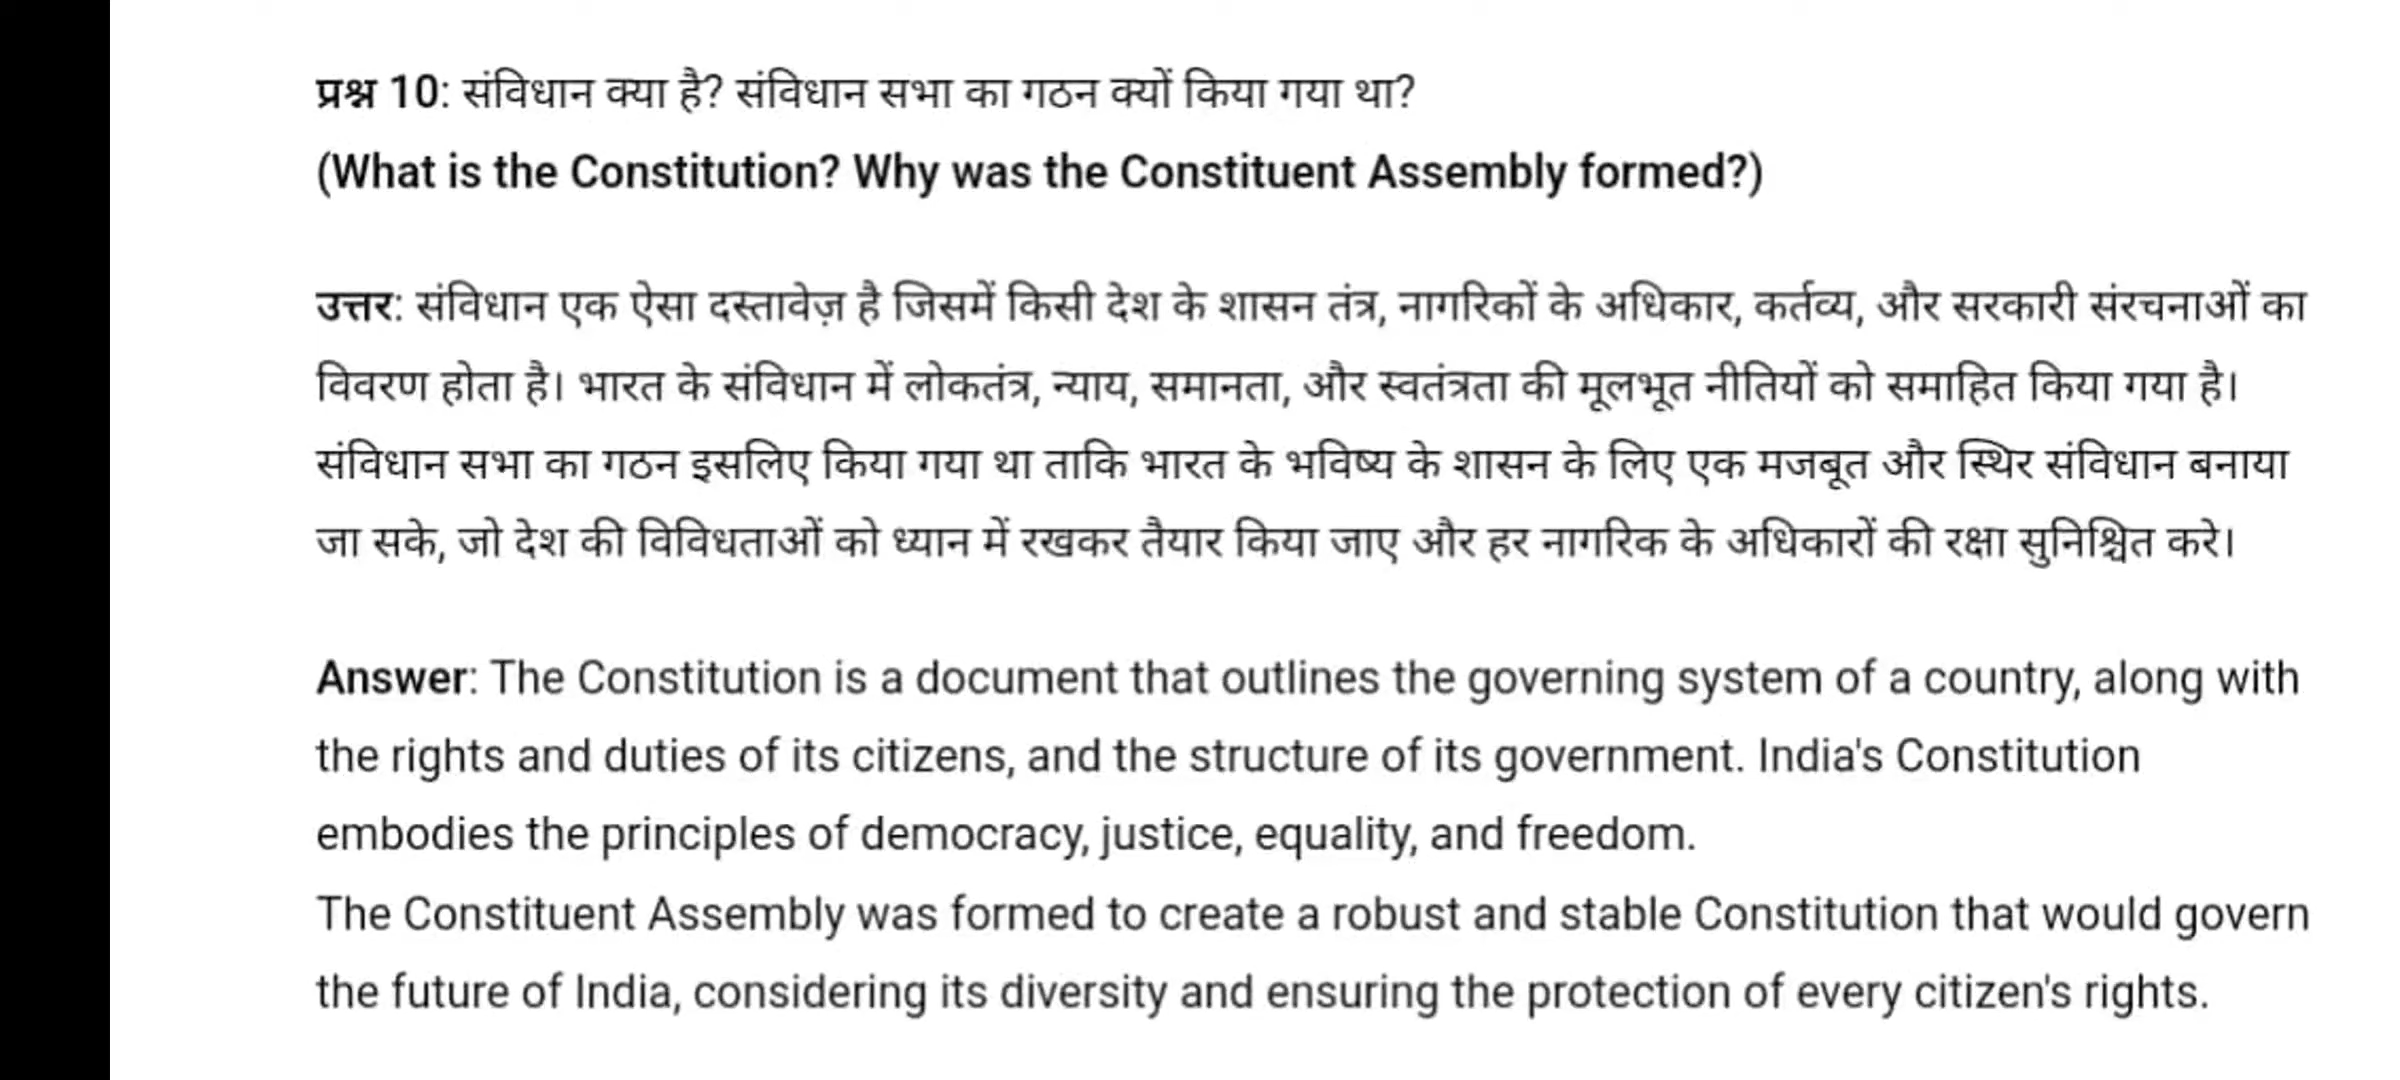 प्रश्न 10: संविधान क्या है? संविधान सभा का गठन क्यों किया गया था?
(What is the Constitution? Why was the Constituent Assembly formed?)
उत्तर: संविधान एक ऐसा दस्तावेज़ है जिसमें किसी देश के शासन तंत्र, नागरिकों के अधिकार, कर्तव्य, और सरकारी संरचनाओं का
विवरण होता है। भारत के संविधान में लोकतंत्र, न्याय, समानता, और स्वतंत्रता की मूलभूत नीतियों को समाहित किया गया है।
संविधान सभा का गठन इसलिए किया गया था ताकि भारत के भविष्य के शासन के लिए एक मजबूत और स्थिर संविधान बनाया
जा सके, जो देश की विविधताओं को ध्यान में रखकर तैयार किया जाए और हर नागरिक के अधिकारों की रक्षा सुनिश्चित करे।
Answer: The Constitution is a document that outlines the governing system of a country, along with
the rights and duties of its citizens, and the structure of its government. India's Constitution
embodies the principles of democracy, justice, equality, and freedom.
The Constituent Assembly was formed to create a robust and stable Constitution that would govern
the future of India, considering its diversity and ensuring the protection of every citizen's rights.